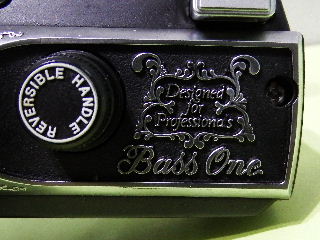 REVERSIBLE HANDLE
Designed
for
Professionals
Bass One